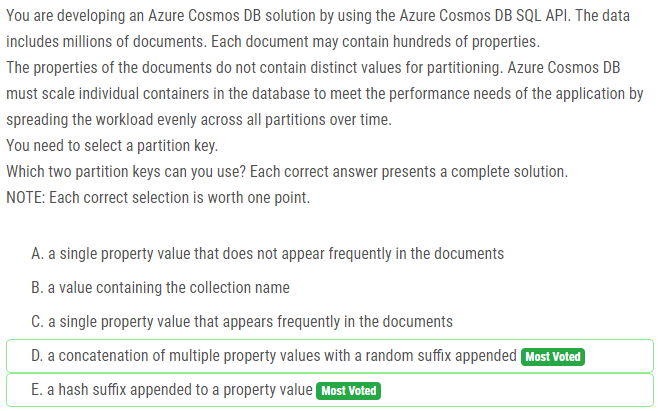 You are developing an Azure Cosmos DB solution by using the Azure Cosmos DB SQL API. The data
includes millions of documents. Each document may contain hundreds of properties.
The properties of the documents do not contain distinct values for partitioning. Azure Cosmos DB
must scale individual containers in the database to meet the performance needs of the application by
spreading the workload evenly across all partitions over time.
You need to select a partition key.
Which two partition keys can you use? Each correct answer presents a complete solution.
NOTE: Each correct selection is worth one point.
A. a single property value that does not appear frequently in the documents
B. a value containing the collection name
C. a single property value that appears frequently in the documents
D. a concatenation of multiple property values with a random suffix appended Most Voted
E. a hash suffix appended to a property value Most Voted